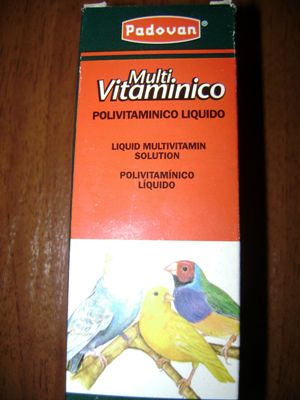 Padovan
Multi
Vitaminico
POLIVITAMINICO LIQUIDO
LIQUID MULTIVITAMIN
SOLUTION
POLIVITAMÍNICO
LÍQUIDO